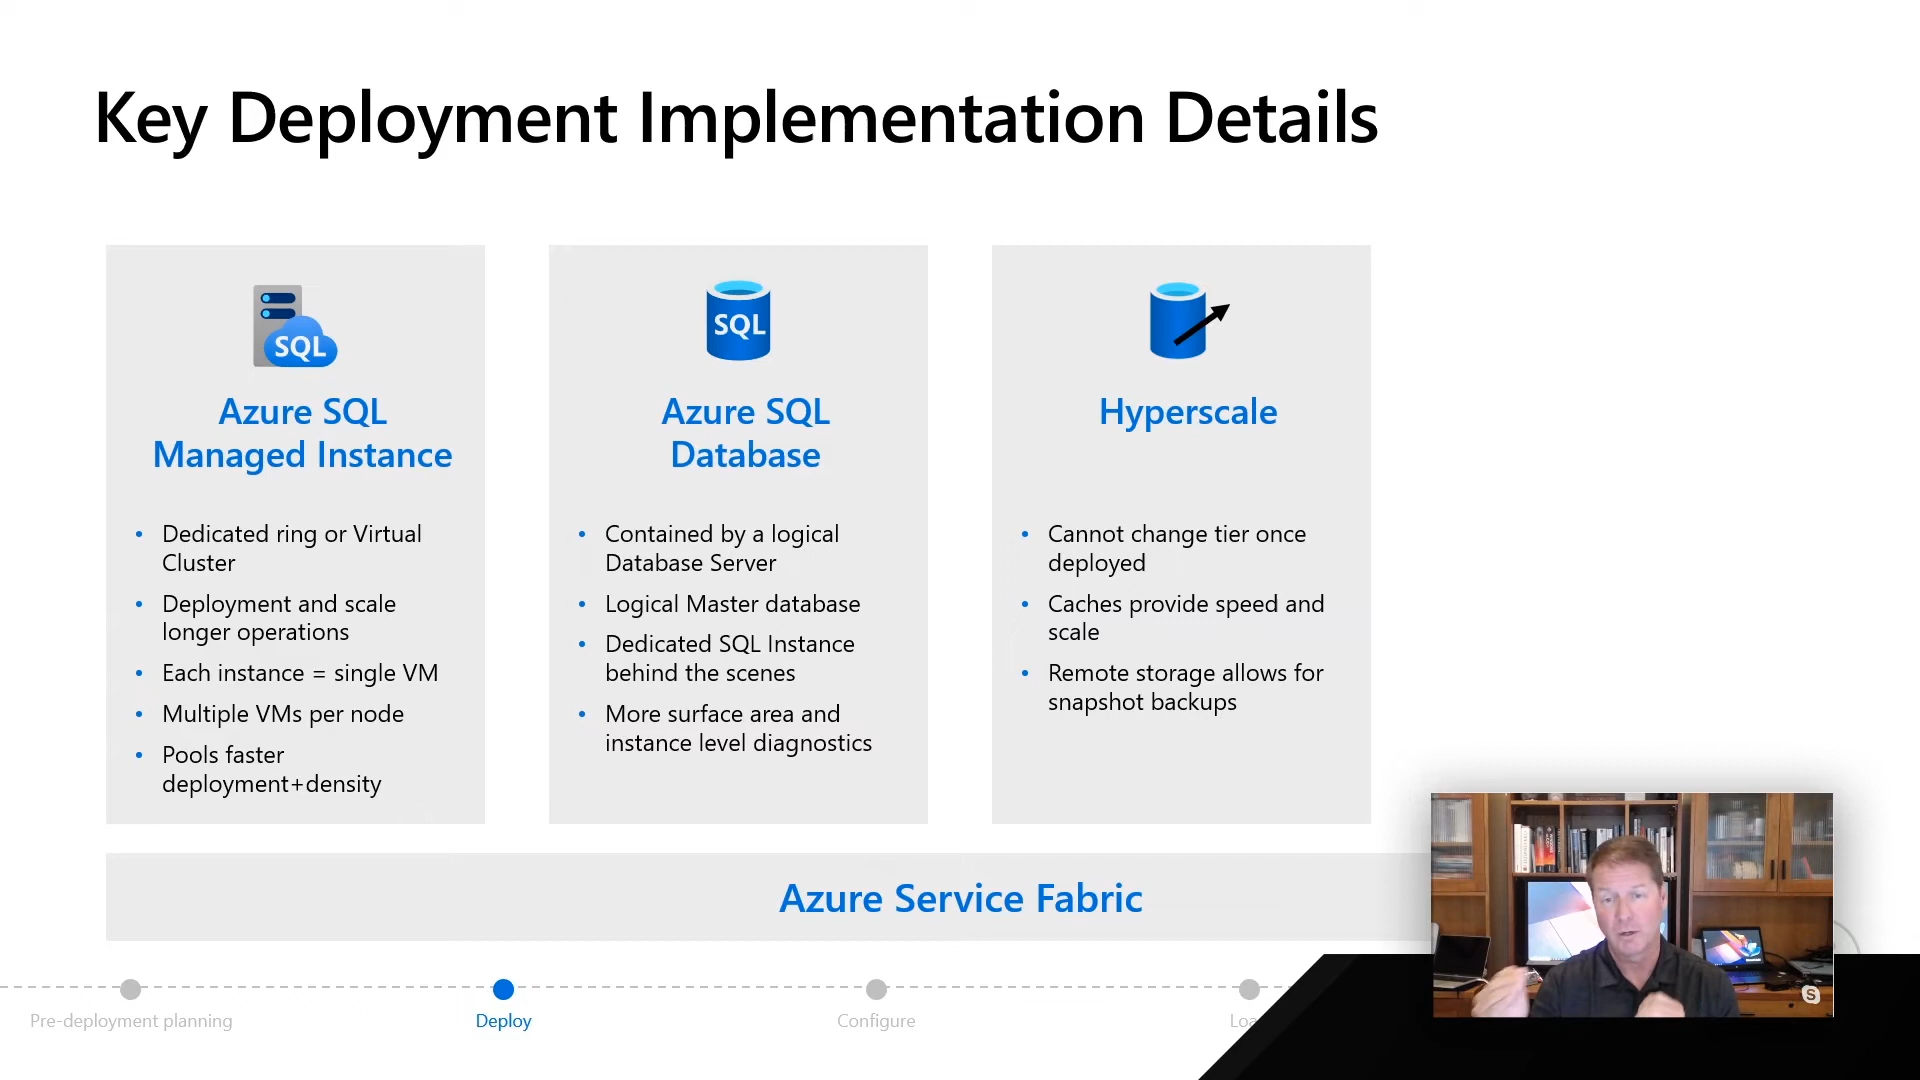 Key Deployment Implementation Details
SQL
Azure SQL
Managed Instance
• Dedicated ring or Virtual
Cluster
• Deployment and scale
longer operations
• Each instance = single VM
• Multiple VMs per node
• Pools faster
deployment+density
SQL
Azure SQL
Database
• Contained by a logical
Database Server
• Logical Master database
• Dedicated SQL Instance
behind the scenes
• More surface area and
instance level diagnostics
Hyperscale
• Cannot change tier once
deployed
• Caches provide speed and
scale
• Remote storage allows for
snapshot backups
Azure Service Fabric
Pre-deployment planning
Deploy
Configure
S